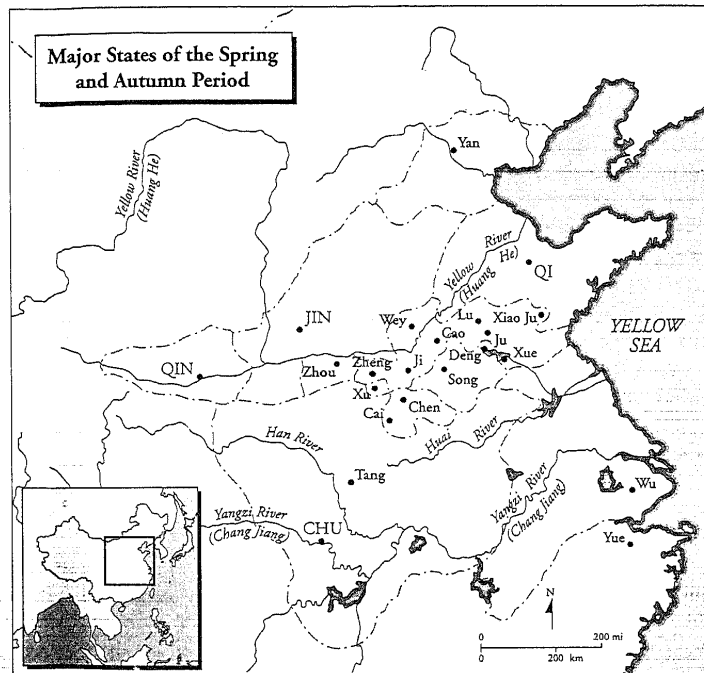 Major States of the Spring
and Autumn Period
Yan
Yellow River
(Huang He)
Yellow River
(Huang He)
QI
JIN
Wey
Lu
Xiao Ju
YELLOW
SEA
Cao
Ju
Deng
Xue
QIN
Zhou
Zheng
Ji
Song
Xu
Chen
Cai
Han River
Huai River
Tang
Yangzi River
(Chang Jiang)
Wu
Yangzi River
(Chang Jiang)
CHU
Yue
N
0 200 mi
0 200 km